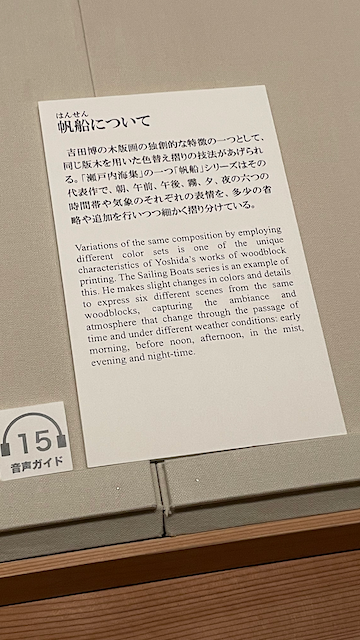 はんせん
帆船について
吉田博の木版画の独創的な特徴の一つとして、
同じ版木を用いた色替え摺りの技法があげられ
る。「瀬戸内海集」の一つ「帆船」シリーズはその
代表作で、朝、午前、午後、霧、夕、夜の六つの
時間帯や気象のそれぞれの表情を、多少の省
略や追加を行いつつ細かく摺り分けている。
Variations of the same composition by employing
different color sets is one of the unique
characteristics of Yoshida's works of woodblock
printing. The Sailing Boats series is an example of
this. He makes slight changes in colors and details
to express six different scenes from the same
woodblocks, capturing the ambiance and
atmosphere that change through the passage of
time and under different weather conditions: early
morning, before noon, afternoon, in the mist,
evening and night-time.
15
音声ガイド